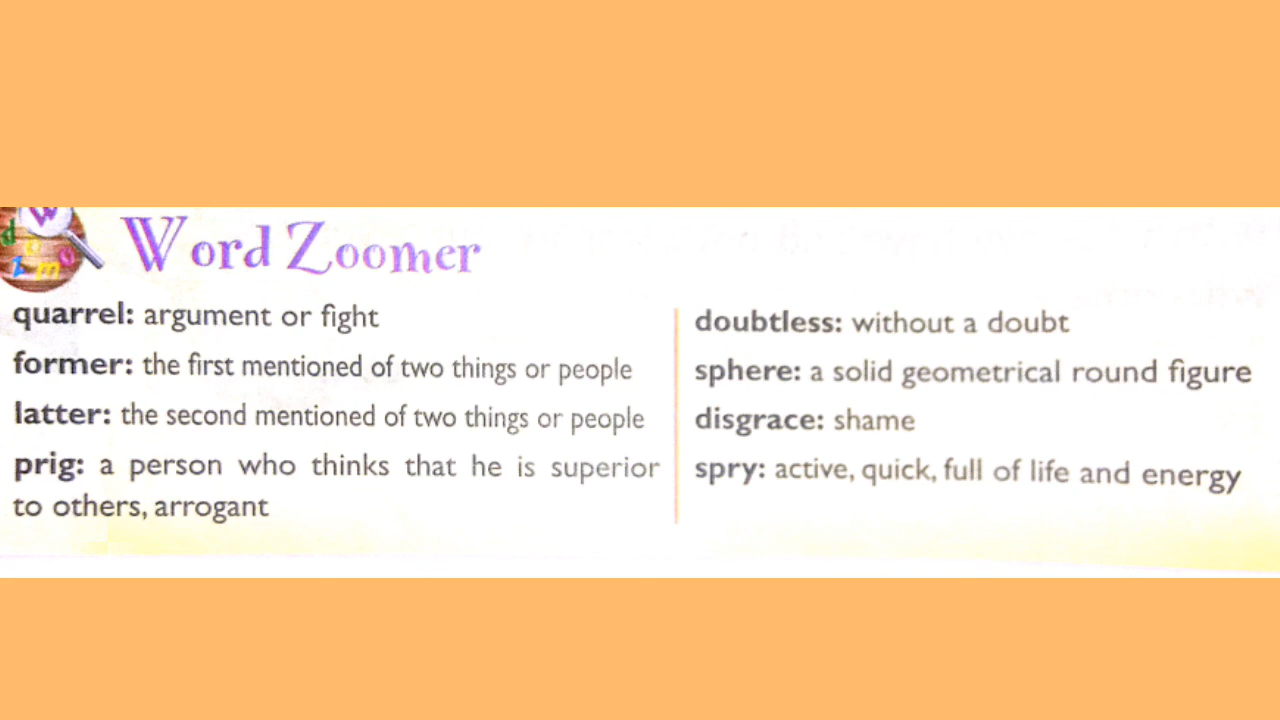 Word Zoomer
quarrel: argument or fight
former: the first mentioned of two things or people
latter: the second mentioned of two things or people
prig: a person who thinks that he is superior
to others, arrogant
doubtless: without a doubt
sphere: a solid geometrical round figure
disgrace: shame
spry: active, quick, full of life and energy